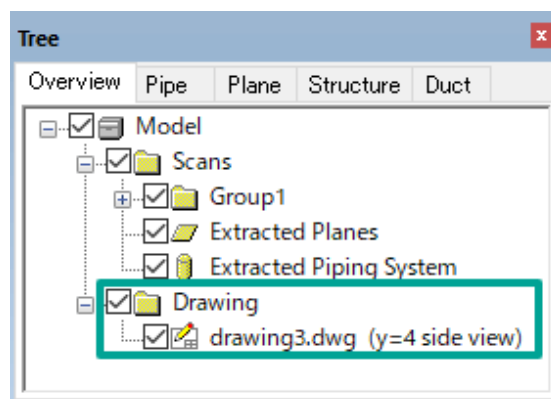 Tree
Overview Pipe Plane Structure Duct
Model
Scans
Group1
Extracted Planes
Extracted Piping System
Drawing
drawing3.dwg (y=4 side view)